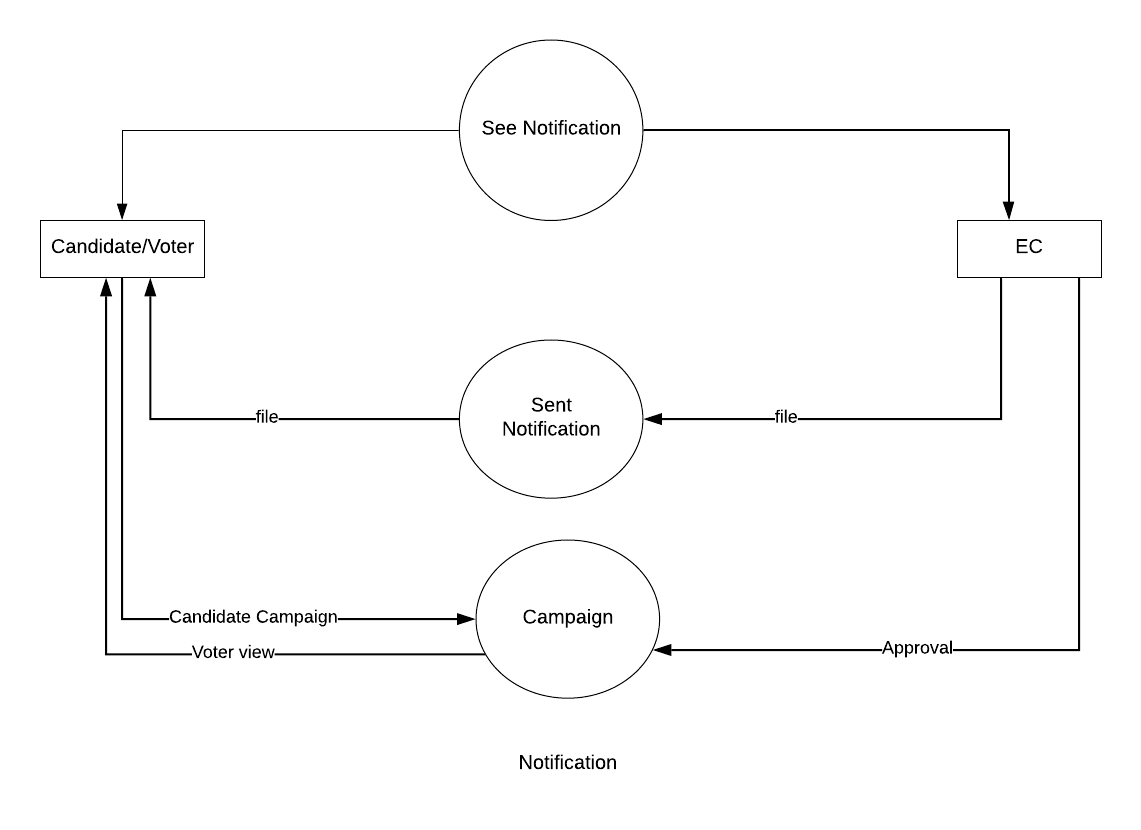 See Notification
Candidate/Voter
EC
Sent
Notification
file
file
Candidate Campaign
Campaign
Voter view
Approval
Notification